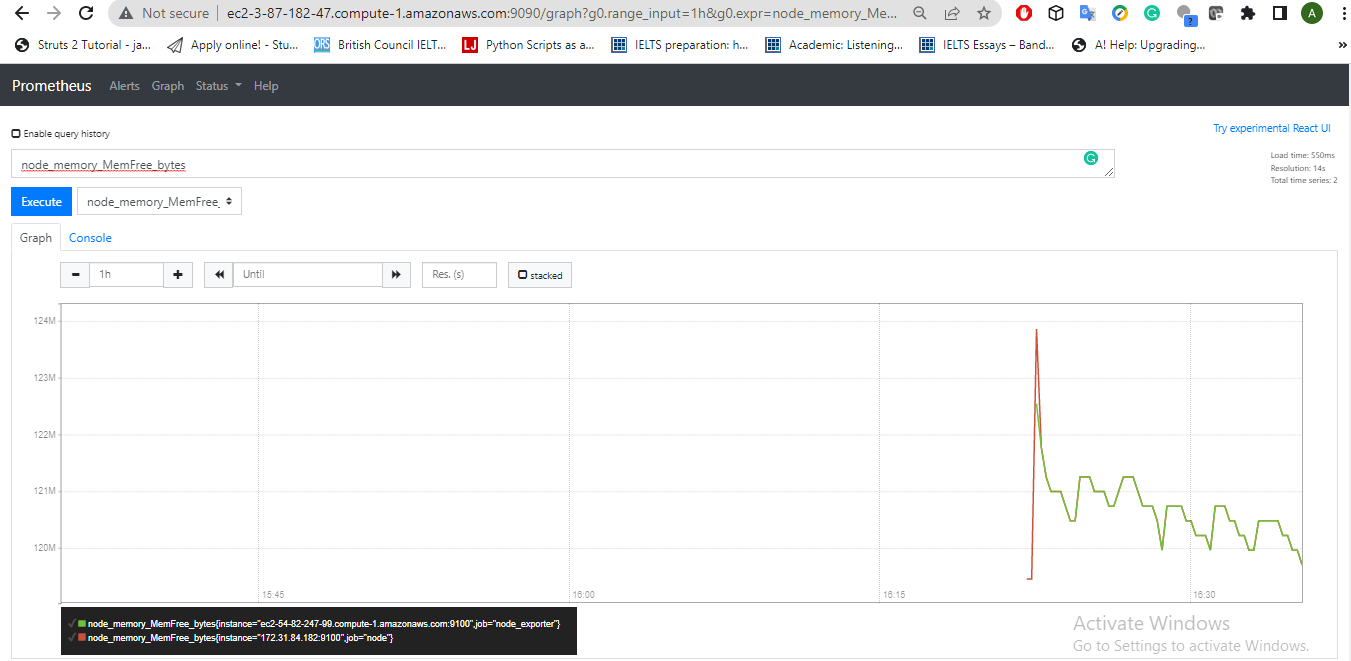 Not secure | ec2-3-87-182-47.compute-1.amazonaws.com:9090/graph?g0.range_input=1h&g0.expr=node_memory_Me...
A
?
Struts 2 Tutorial - ja...
Apply online! - Stu...
ORS British Council IELT...
LJ Python Scripts as a...
IELTS preparation: h...
Academic: Listening...
IELTS Essays – Band...
A! Help: Upgrading...
»
Prometheus Alerts Graph Status Help
Enable query history
Try experimental React UI
node_memory_MemFree_bytes
Load time: 550ms
Resolution: 14s
Total time series: 2
Execute node_memory_MemFree_
Graph Console
- 1h + Until Res. (s) stacked
124M
123M
122M
121M
120M
15:45 16:00 16:15 16:30
✓ node_memory_MemFree_bytes{instance="ec2-54-82-247-99.compute-1.amazonaws.com:9100",job="node_exporter"}
✓ node_memory_MemFree_bytes{instance="172.31.84.182:9100",job="node"}
Activate Windows
Go to Settings to activate Windows.